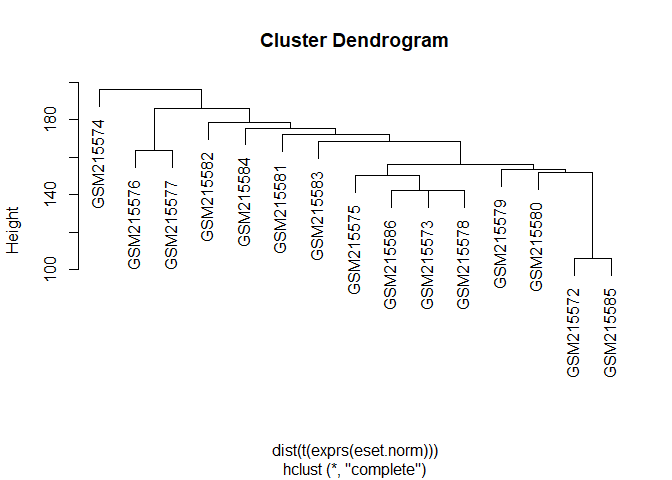 Cluster Dendrogram
Height
180
140
100
GSM215574
GSM215576
GSM215577
GSM215582
GSM215584
GSM215581
GSM215583
GSM215575
GSM215586
GSM215573
GSM215578
GSM215579
GSM215580
GSM215572
GSM215585
dist(t(exprs(eset.norm)))
hclust (*, "complete")